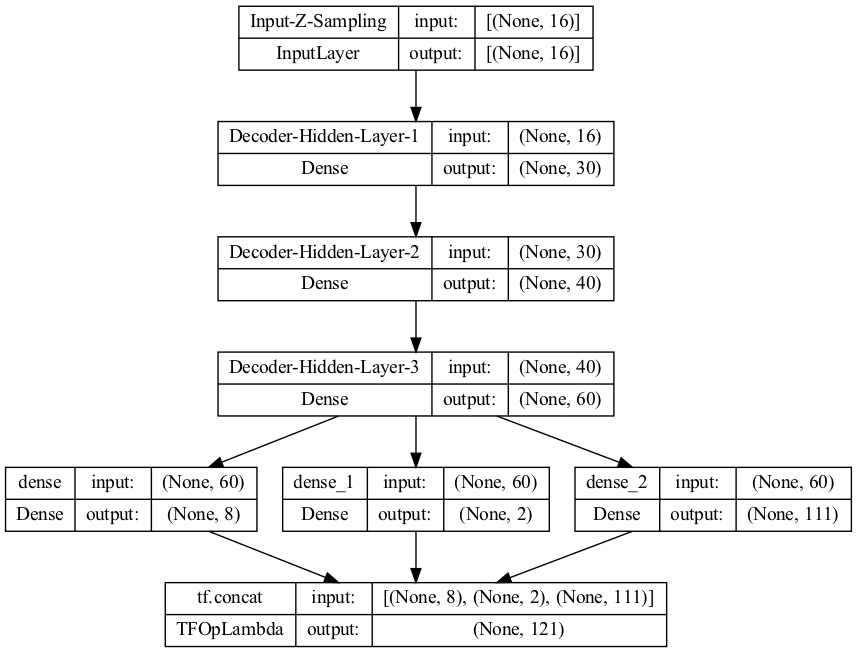 Input-Z-Sampling input: [(None, 16)]
InputLayer output: [(None, 16)]
Decoder-Hidden-Layer-1 input: (None, 16)
Dense output: (None, 30)
Decoder-Hidden-Layer-2 input: (None, 30)
Dense output: (None, 40)
Decoder-Hidden-Layer-3 input: (None, 40)
Dense output: (None, 60)
dense input: (None, 60)
Dense output: (None, 8)
dense_1 input: (None, 60)
Dense output: (None, 2)
dense_2 input: (None, 60)
Dense output: (None, 111)
tf.concat input: [(None, 8), (None, 2), (None, 111)]
TFOpLambda output: (None, 121)